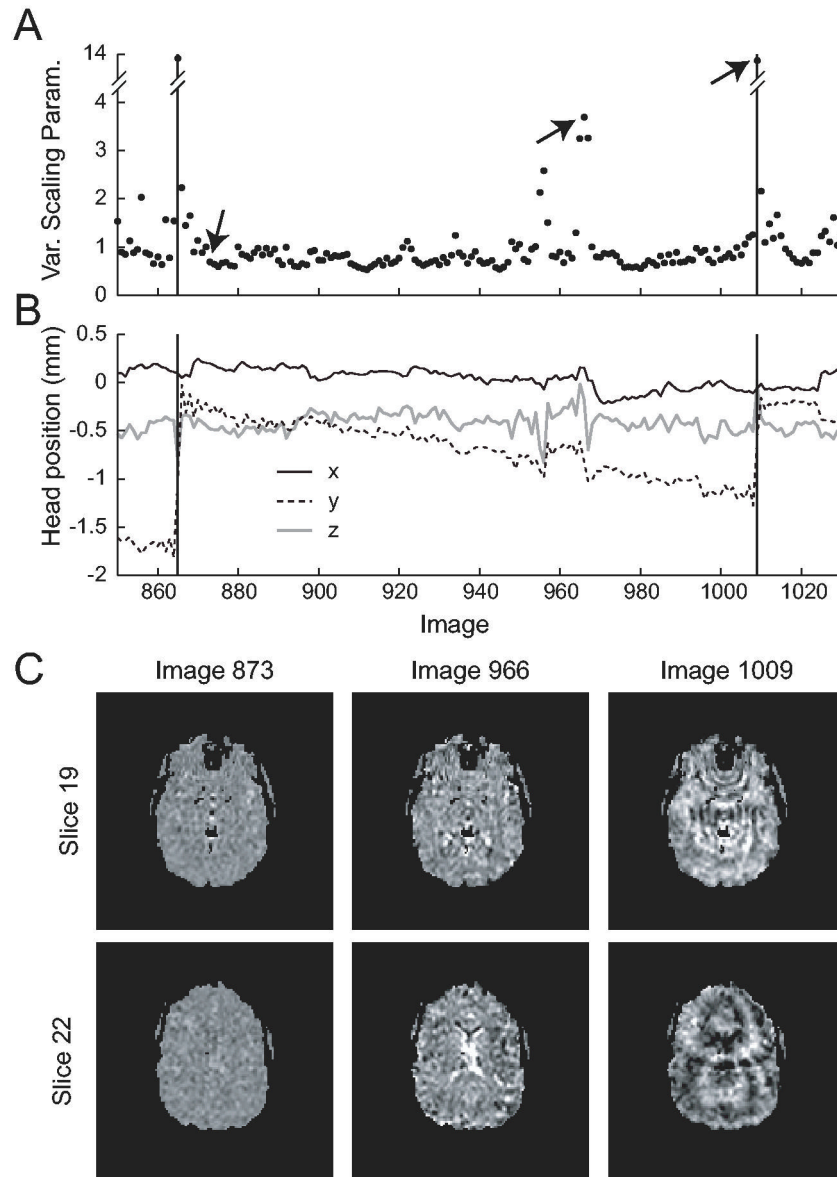 A
Var. Scaling Param.
14
4
3
2
1
0
B
Head position (mm)
0.5
0
-0.5
-1
-1.5
-2
x
y
z
860 880 900 920 940 960 980 1000 1020
Image
C
Image 873 Image 966 Image 1009
Slice 19
Slice 22